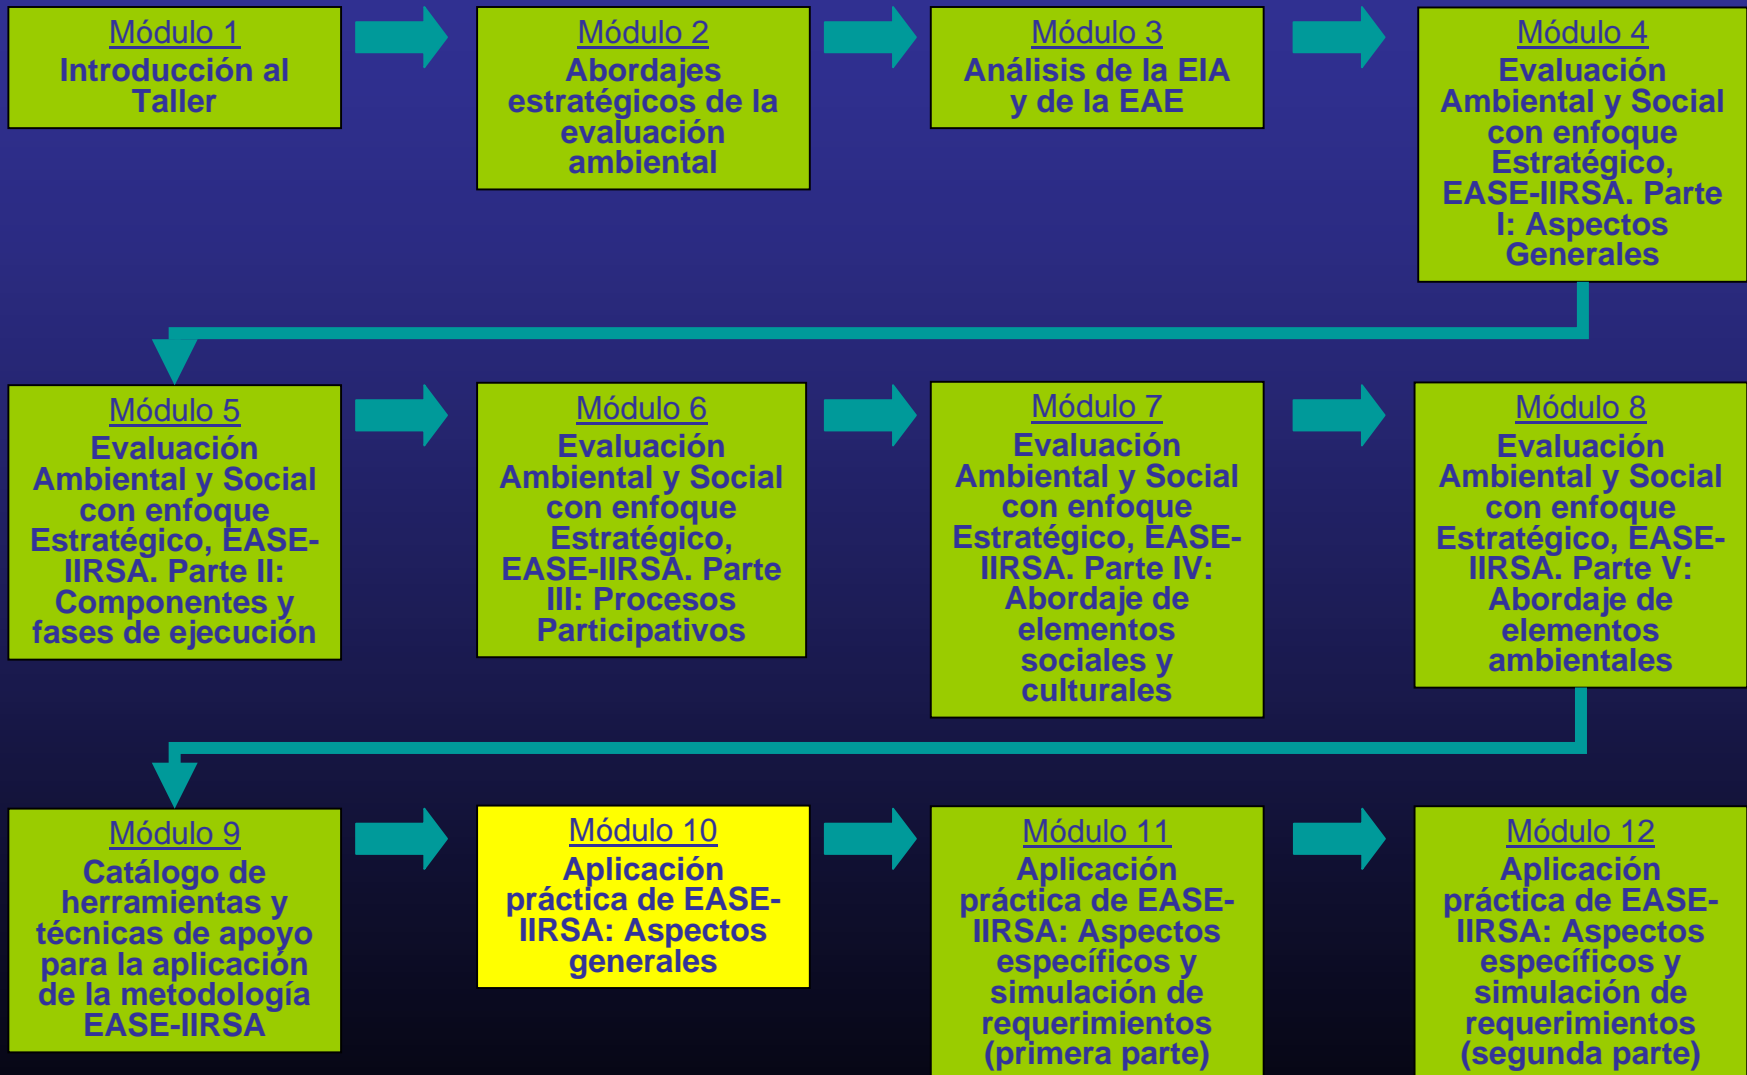 Módulo 1
Introducción al
Taller
Módulo 2
Abordajes
estratégicos de la
evaluación
ambiental
Módulo 3
Análisis de la EIA
y de la EAE
Módulo 4
Evaluación
Ambiental y Social
con enfoque
Estratégico,
EASE-IIRSA. Parte
I: Aspectos
Generales
Módulo 5
Evaluación
Ambiental y Social
con enfoque
Estratégico, EASE-
IIRSA. Parte II:
Componentes y
fases de ejecución
Módulo 6
Evaluación
Ambiental y Social
con enfoque
Estratégico,
EASE-IIRSA. Parte
III: Procesos
Participativos
Módulo 7
Evaluación
Ambiental y Social
con enfoque
Estratégico, EASE-
IIRSA. Parte IV:
Abordaje de
elementos
sociales y
culturales
Módulo 8
Evaluación
Ambiental y Social
con enfoque
Estratégico, EASE-
IIRSA. Parte V:
Abordaje de
elementos
ambientales
Módulo 9
Catálogo de
herramientas y
técnicas de apoyo
para la aplicación
de la metodología
EASE-IIRSA
Módulo 10
Aplicación
práctica de EASE-
IIRSA: Aspectos
generales
Módulo 11
Aplicación
práctica de EASE-
IIRSA: Aspectos
específicos y
simulación de
requerimientos
(primera parte)
Módulo 12
Aplicación
práctica de EASE-
IIRSA: Aspectos
específicos y
simulación de
requerimientos
(segunda parte)